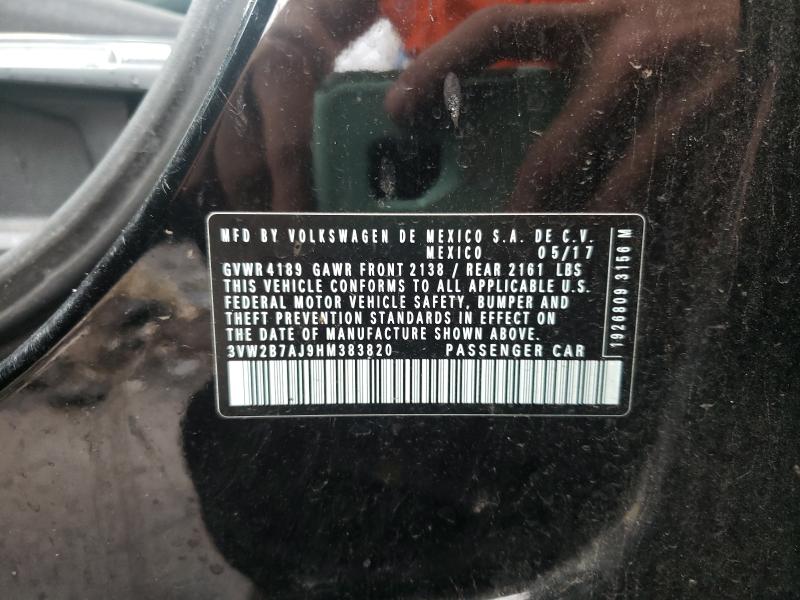 MFD BY VOLKSWAGEN DE MEXICO S.A. DE C.V.
MEXICO 05/17
GVWR 4189 GAWR FRONT 2138 / REAR 2161 LBS
THIS VEHICLE CONFORMS TO ALL APPLICABLE U.S.
FEDERAL MOTOR VEHICLE SAFETY, BUMPER AND
THEFT PREVENTION STANDARDS IN EFFECT ON
THE DATE OF MANUFACTURE SHOWN ABOVE.
3VW2B7AJ9HM383820 PASSENGER CAR
1926809 3156 M